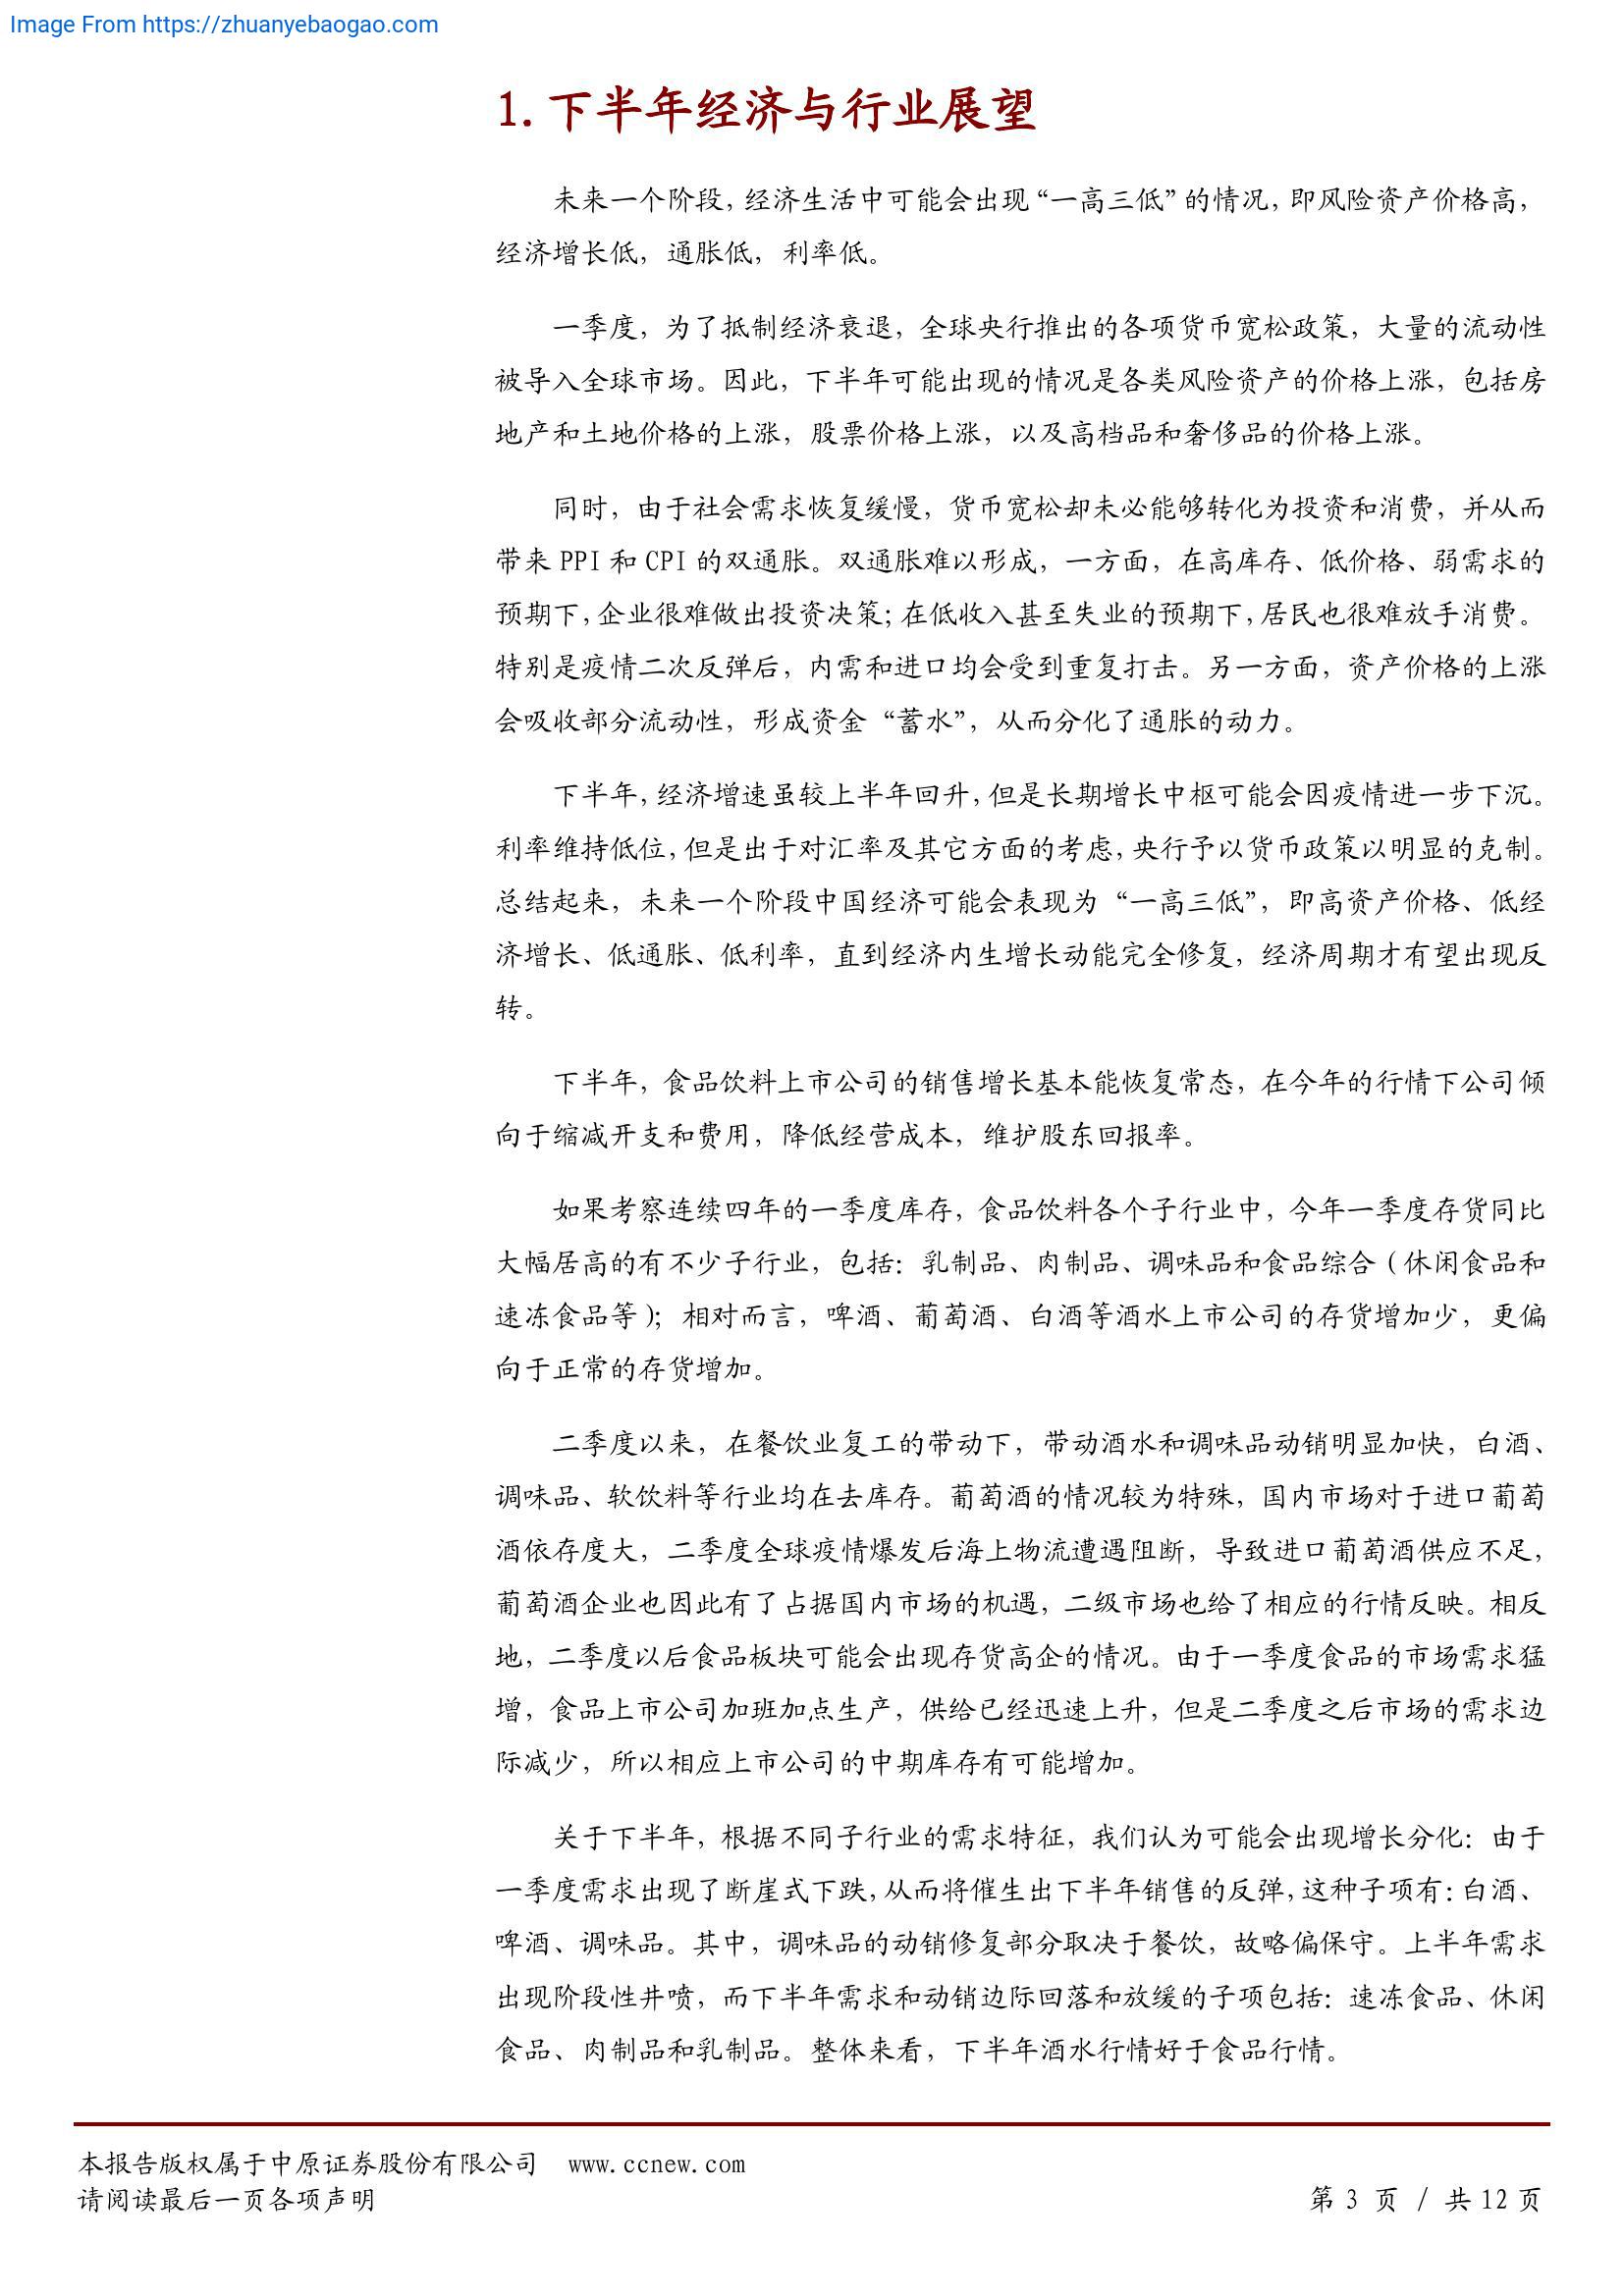 Image From https://zhuanyebaogao.com
1. 下半年经济与行业展望
未来一个阶段，经济生活中可能会出现“一高三低”的情况，即风险资产价格高，
经济增长低，通胀低，利率低。
一季度，为了抵制经济衰退，全球央行推出的各项货币宽松政策，大量的流动性
被导入全球市场。因此，下半年可能出现的情况是各类风险资产的价格上涨，包括房
地产和土地价格的上涨，股票价格上涨，以及高档品和奢侈品的价格上涨。
同时，由于社会需求恢复缓慢，货币宽松却未必能够转化为投资和消费，并从而
带来 PPI 和 CPI 的双通胀。双通胀难以形成，一方面，在高库存、低价格、弱需求的
预期下，企业很难做出投资决策；在低收入甚至失业的预期下，居民也很难放手消费。
特别是疫情二次反弹后，内需和进口均会受到重复打击。另一方面，资产价格的上涨
会吸收部分流动性，形成资金“蓄水”，从而分化了通胀的动力。
下半年，经济增速虽较上半年回升，但是长期增长中枢可能会因疫情进一步下沉。
利率维持低位，但是出于对汇率及其它方面的考虑，央行予以货币政策以明显的克制。
总结起来，未来一个阶段中国经济可能会表现为“一高三低”，即高资产价格、低经
济增长、低通胀、低利率，直到经济内生增长动能完全修复，经济周期才有望出现反
转。
下半年，食品饮料上市公司的销售增长基本能恢复常态，在今年的行情下公司倾
向于缩减开支和费用，降低经营成本，维护股东回报率。
如果考察连续四年的一季度库存，食品饮料各个子行业中，今年一季度存货同比
大幅居高的有不少子行业，包括：乳制品、肉制品、调味品和食品综合（休闲食品和
速冻食品等）；相对而言，啤酒、葡萄酒、白酒等酒水上市公司的存货增加少，更偏
向于正常的存货增加。
二季度以来，在餐饮业复工的带动下，带动酒水和调味品动销明显加快，白酒、
调味品、软饮料等行业均在去库存。葡萄酒的情况较为特殊，国内市场对于进口葡萄
酒依存度大，二季度全球疫情爆发后海上物流遭遇阻断，导致进口葡萄酒供应不足，
葡萄酒企业也因此有了占据国内市场的机遇，二级市场也给了相应的行情反映。相反
地，二季度以后食品板块可能会出现存货高企的情况。由于一季度食品的市场需求猛
增，食品上市公司加班加点生产，供给已经迅速上升，但是二季度之后市场的需求边
际减少，所以相应上市公司的中期库存有可能增加。
关于下半年，根据不同子行业的需求特征，我们认为可能会出现增长分化：由于
一季度需求出现了断崖式下跌，从而将催生出下半年销售的反弹，这种子项有：白酒、
啤酒、调味品。其中，调味品的动销修复部分取决于餐饮，故略偏保守。上半年需求
出现阶段性井喷，而下半年需求和动销边际回落和放缓的子项包括：速冻食品、休闲
食品、肉制品和乳制品。整体来看，下半年酒水行情好于食品行情。
本报告版权属于中原证券股份有限公司 www.ccnew.com
请阅读最后一页各项声明
第 3 页 / 共 12 页